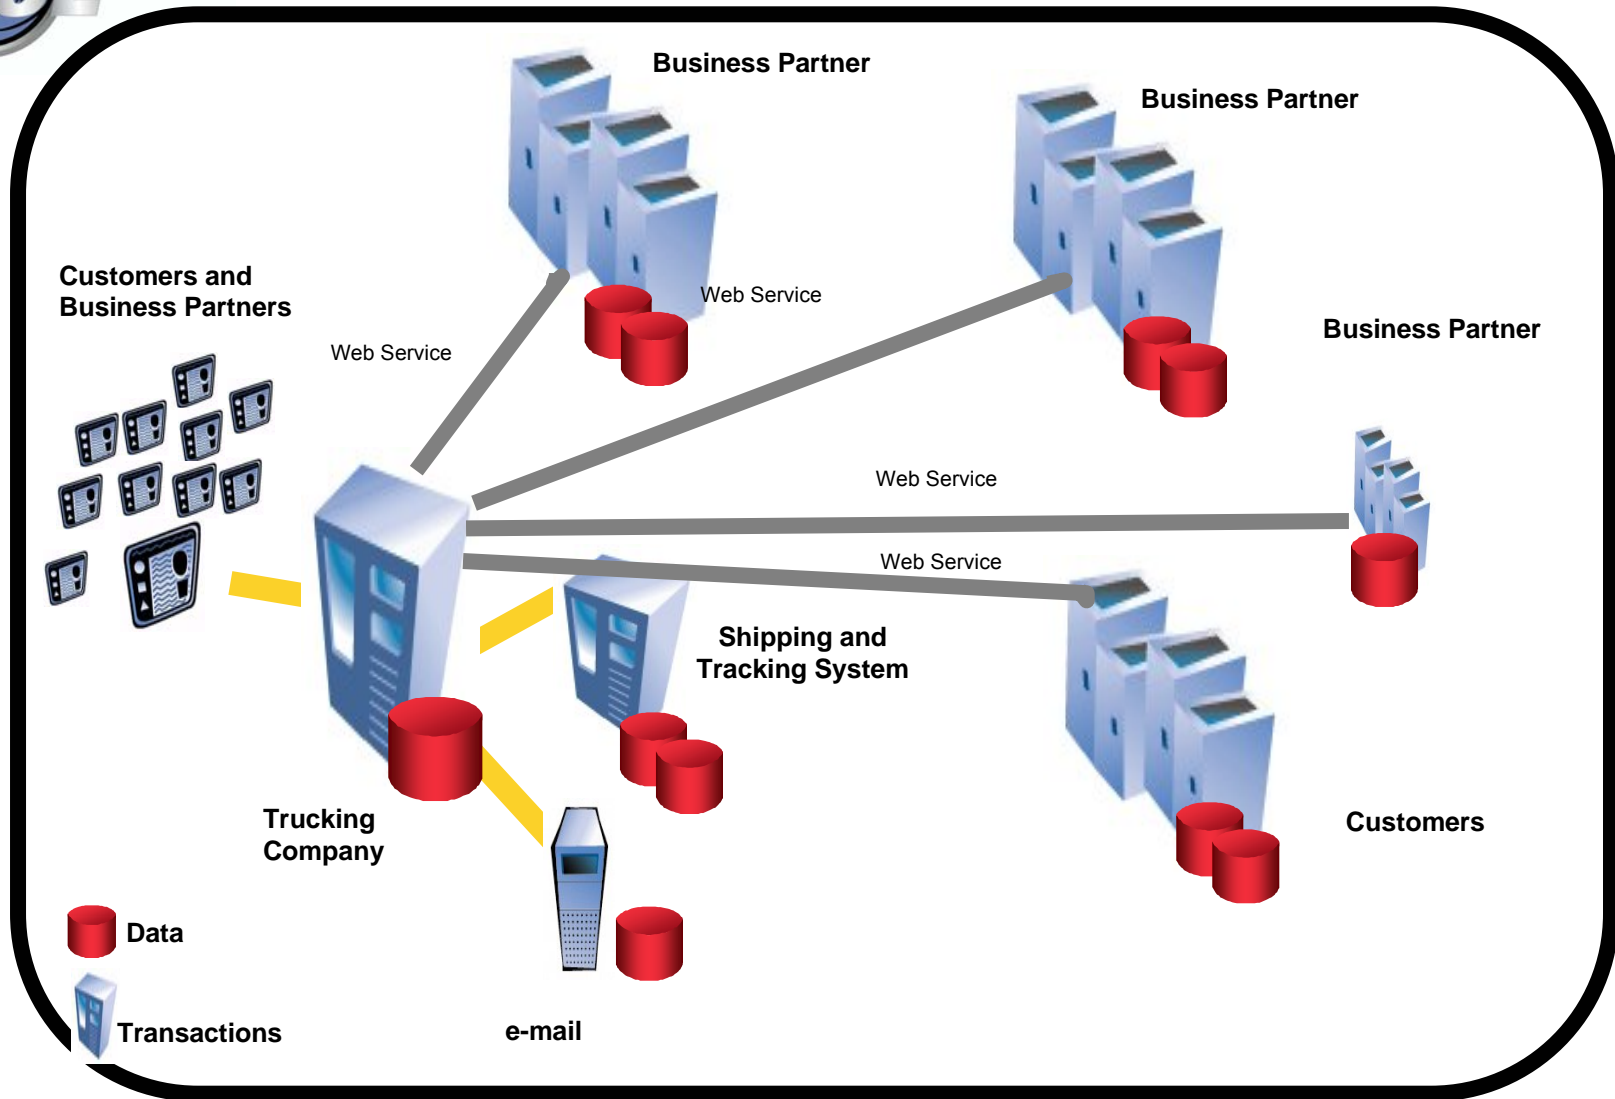 Business Partner
Business Partner
Customers and
Business Partners
Web Service
Business Partner
Web Service
Web Service
Web Service
Shipping and
Tracking System
Trucking
Company
Customers
Data
Transactions
e-mail